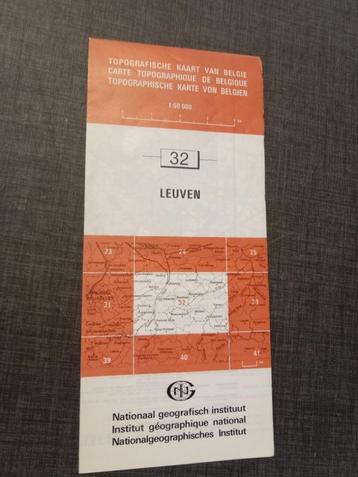 TOPOGRAFISCHE KAART VAN BELGIE
CARTE TOPOGRAPHIQUE DE BELGIQUE
TOPOGRAPHISCHE KARTE VON BELGIEN
1:50 000
32
LEUVEN
23 24 25
31 32 33
39 40 41
Nationaal geografisch instituut
Institut géographique national
Nationalgeographisches Institut